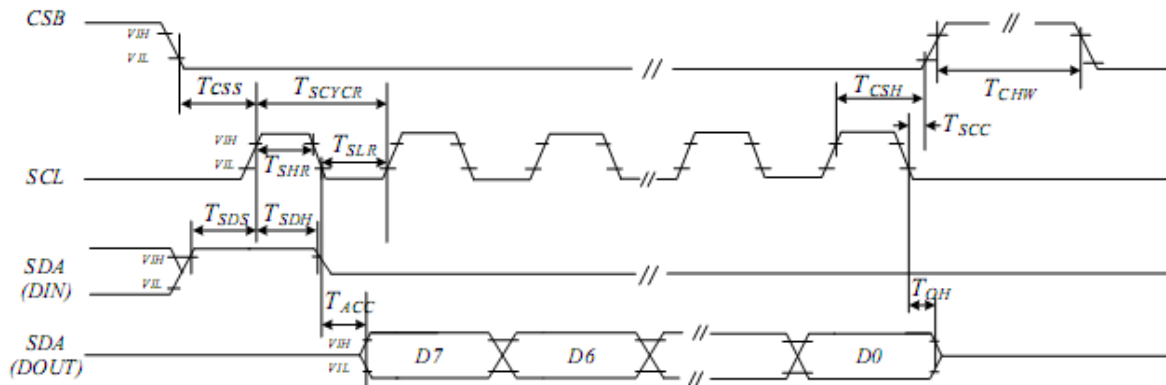 CSB
VIH
VIL
TCSS
TSCYCR
TCSH
TCHW
TSCC
SCL
VIH
VIL
TSHR
TSLR
TSDS
TSDH
SDA
(DIN)
VIH
VIL
TACC
TOH
SDA
(DOUT)
VIH
VIL
D7
D6
D0